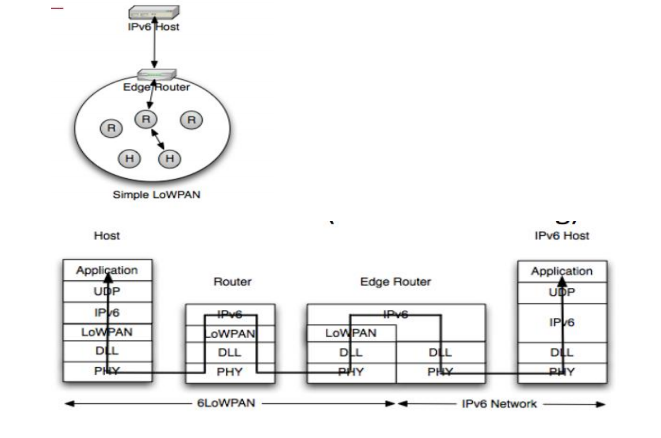 IPv6 Host
Edge Router
R
R
R
H
H
Simple LoWPAN
Host
IPv6 Host
Application
Router
Edge Router
Application
UDP
UDP
IPv6
IPv6
IPv6
IPv6
LoWPAN
LoWPAN
LoWPAN
DLL
DLL
DLL
DLL
DLL
PHY
PHY
PHY
PHY
PHY
6LoWPAN
IPv6 Network